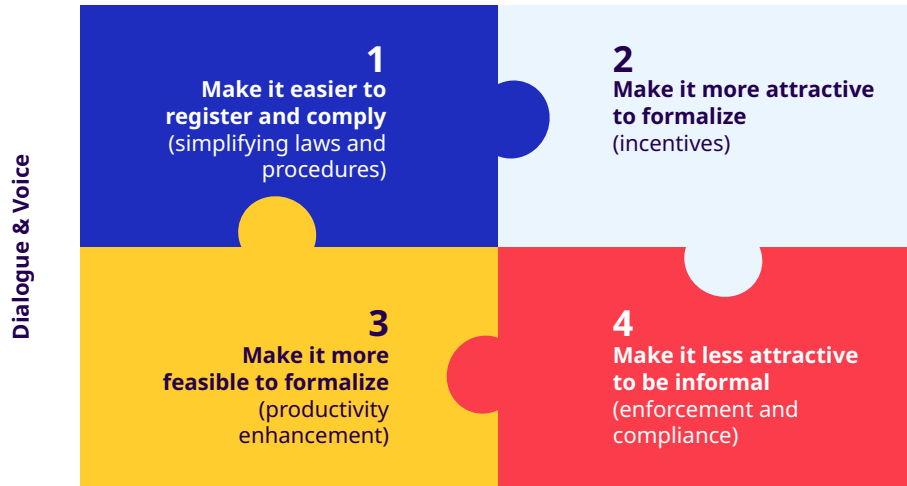 Dialogue & Voice
1
Make it easier to
register and comply
(simplifying laws and
procedures)
2
Make it more attractive
to formalize
(incentives)
3
Make it more
feasible to formalize
(productivity
enhancement)
4
Make it less attractive
to be informal
(enforcement and
compliance)